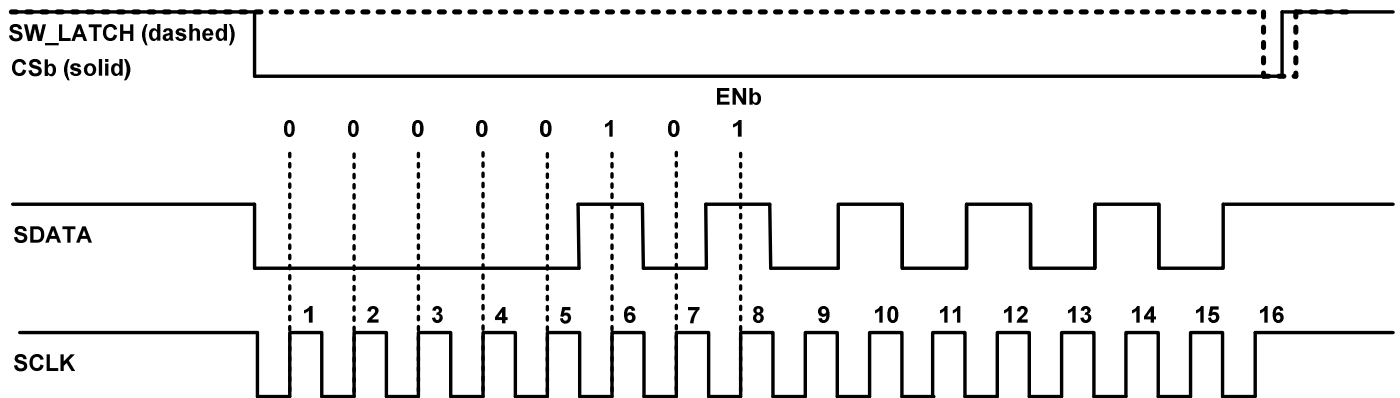 SW_LATCH (dashed)
CSb (solid)
ENb
0 0 0 0 0 1 0 1
SDATA
1 2 3 4 5 6 7 8 9 10 11 12 13 14 15 16
SCLK